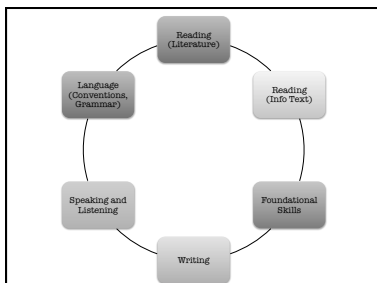 Reading
(Literature)
Reading
(Info Text)
Foundational
Skills
Writing
Speaking and
Listening
Language
(Conventions,
Grammar)